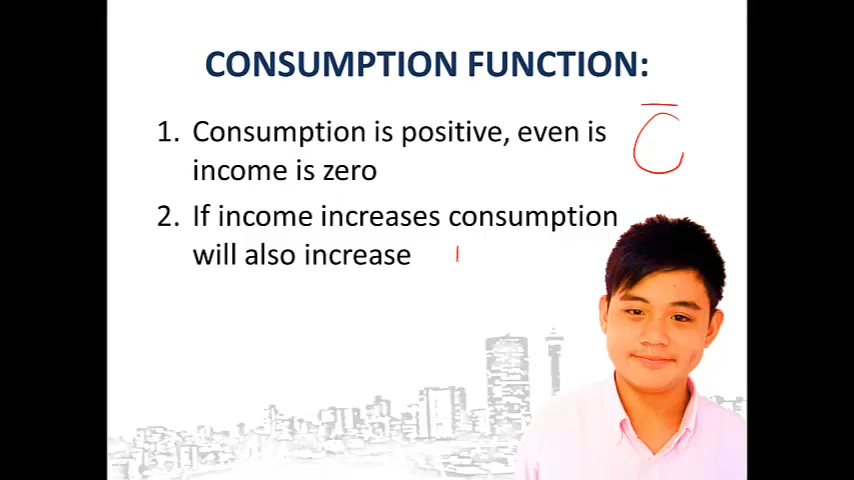 CONSUMPTION FUNCTION:
1. Consumption is positive, even is
C̅
income is zero
2. If income increases consumption
will also increase